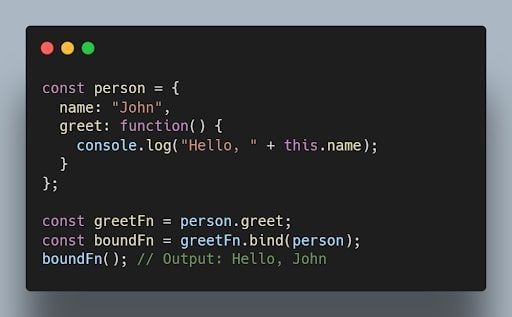 const person = {
  name: "John",
  greet: function() {
    console.log("Hello, " + this.name);
  }
};

const greetFn = person.greet;
const boundFn = greetFn.bind(person);
boundFn(); // Output: Hello, John